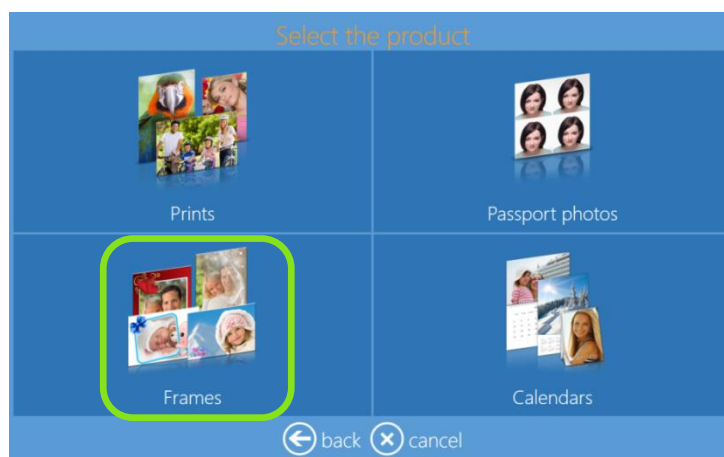 Select the product
Prints
Passport photos
Frames
Calendars
back cancel